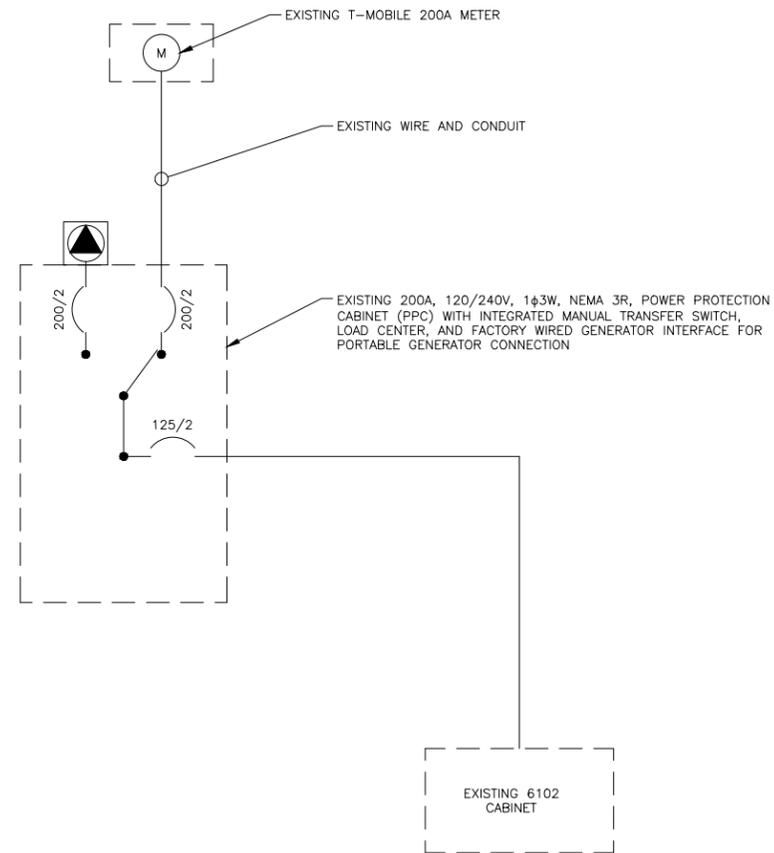 EXISTING T-MOBILE 200A METER
M
EXISTING WIRE AND CONDUIT
200/2
200/2
EXISTING 200A, 120/240V, 1ϕ3W, NEMA 3R, POWER PROTECTION
CABINET (PPC) WITH INTEGRATED MANUAL TRANSFER SWITCH,
LOAD CENTER, AND FACTORY WIRED GENERATOR INTERFACE FOR
PORTABLE GENERATOR CONNECTION
125/2
EXISTING 6102
CABINET